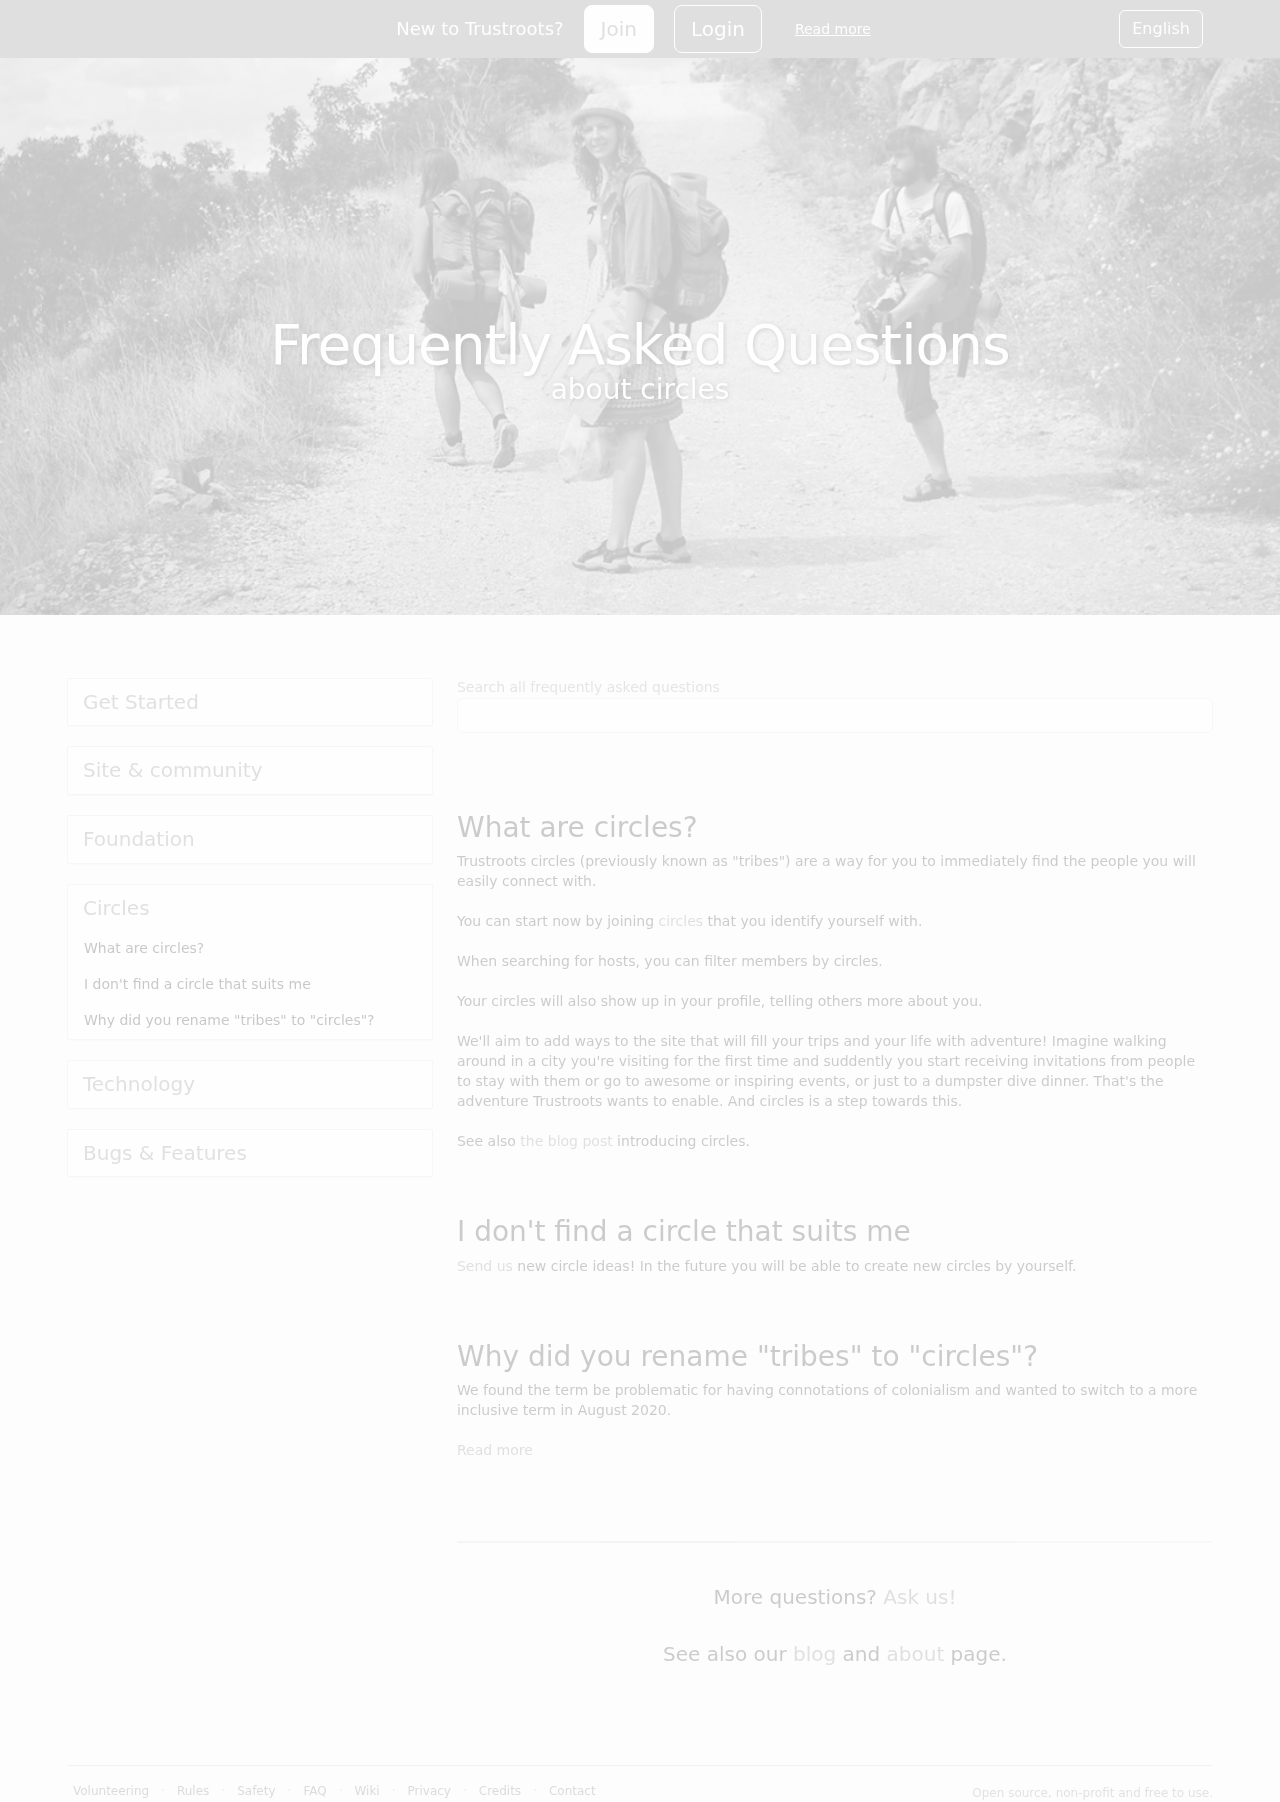 New to Trustroots? Join Login Read more English
Frequently Asked Questions
about circles
Get Started
Site & community
Foundation
Circles
What are circles?
I don't find a circle that suits me
Why did you rename "tribes" to "circles"?
Technology
Bugs & Features
Search all frequently asked questions
What are circles?
Trustroots circles (previously known as "tribes") are a way for you to immediately find the people you will
easily connect with.
You can start now by joining circles that you identify yourself with.
When searching for hosts, you can filter members by circles.
Your circles will also show up in your profile, telling others more about you.
We'll aim to add ways to the site that will fill your trips and your life with adventure! Imagine walking
around in a city you're visiting for the first time and suddenly you start receiving invitations from people
to stay with them or go to awesome or inspiring events, or just to a dumpster dive dinner. That's the
adventure Trustroots wants to enable. And circles is a step towards this.
See also the blog post introducing circles.
I don't find a circle that suits me
Send us new circle ideas! In the future you will be able to create new circles by yourself.
Why did you rename "tribes" to "circles"?
We found the term be problematic for having connotations of colonialism and wanted to switch to a more
inclusive term in August 2020.
Read more
More questions? Ask us!
See also our blog and about page.
Volunteering · Rules · Safety · FAQ · Wiki · Privacy · Credits · Contact
Open source, non-profit and free to use.